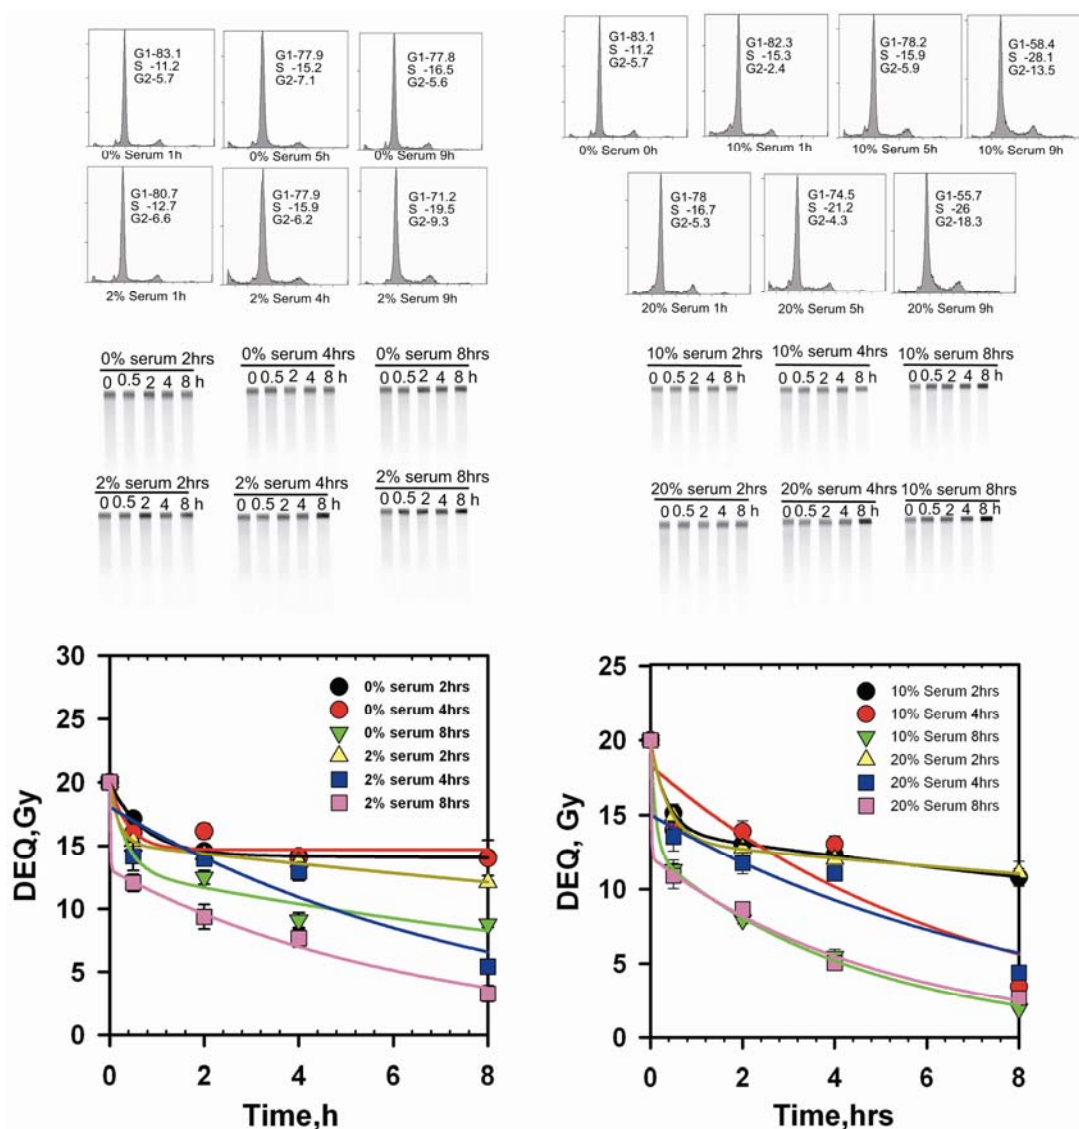 G1-83.1
S -11.2
G2-5.7
0% Serum 1h
G1-77.9
S -15.2
G2-7.1
0% Serum 5h
G1-77.8
S -16.5
G2-5.6
0% Serum 9h
G1-83.1
S -11.2
G2-5.7
0% Serum 0h
G1-82.3
S -15.3
G2-2.4
10% Serum 1h
G1-78.2
S -15.9
G2-5.9
10% Serum 5h
G1-58.4
S -28.1
G2-13.5
10% Serum 9h
G1-80.7
S -12.7
G2-6.6
2% Serum 1h
G1-77.9
S -15.9
G2-6.2
2% Serum 4h
G1-71.2
S -19.5
G2-9.3
2% Serum 9h
G1-78
S -16.7
G2-5.3
20% Serum 1h
G1-74.5
S -21.2
G2-4.3
20% Serum 5h
G1-55.7
S -26
G2-18.3
20% Serum 9h
0% serum 2hrs
0 0.5 2 4 8 h
0% serum 4hrs
0 0.5 2 4 8 h
0% serum 8hrs
0 0.5 2 4 8 h
10% serum 2hrs
0 0.5 2 4 8 h
10% serum 4hrs
0 0.5 2 4 8 h
10% serum 8hrs
0 0.5 2 4 8 h
2% serum 2hrs
0 0.5 2 4 8 h
2% serum 4hrs
0 0.5 2 4 8 h
2% serum 8hrs
0 0.5 2 4 8 h
20% serum 2hrs
0 0.5 2 4 8 h
20% serum 4hrs
0 0.5 2 4 8 h
10% serum 8hrs
0 0.5 2 4 8 h
DEQ,Gy
30
25
20
15
10
5
0
0% serum 2hrs
0% serum 4hrs
0% serum 8hrs
2% serum 2hrs
2% serum 4hrs
2% serum 8hrs
0 2 4 6 8
Time,h
DEQ, Gy
25
20
15
10
5
0
10% Serum 2hrs
10% Serum 4hrs
10% Serum 8hrs
20% Serum 2hrs
20% Serum 4hrs
20% Serum 8hrs
0 2 4 6 8
Time,hrs